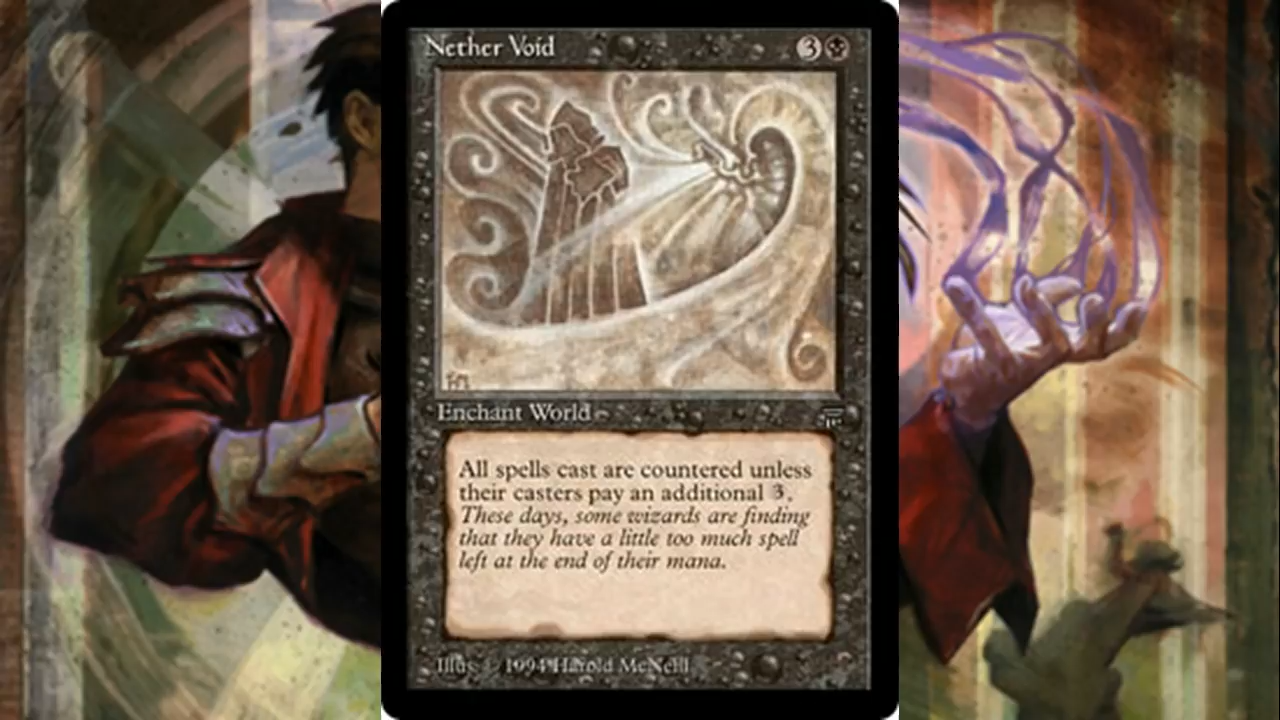 Nether Void 3
Enchant World
All spells cast are countered unless
their casters pay an additional 3.
These days, some wizards are finding
that they have a little too much spell
left at the end of their mana.
Illus. © 1994 Harold McNeill